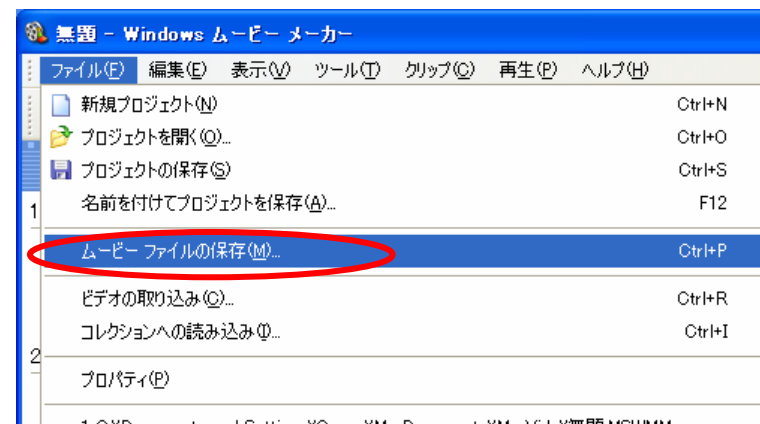 無題 - Windows ムービー メーカー
ファイル(F) 編集(E) 表示(V) ツール(T) クリップ(C) 再生(P) ヘルプ(H)
新規プロジェクト(N) Ctrl+N
プロジェクトを開く(O)... Ctrl+O
プロジェクトの保存(S) Ctrl+S
名前を付けてプロジェクトを保存(A)... F12
1
ムービー ファイルの保存(M)... Ctrl+P
ビデオの取り込み(C)... Ctrl+R
コレクションへの読み込み(I)... Ctrl+I
2
プロパティ(P)